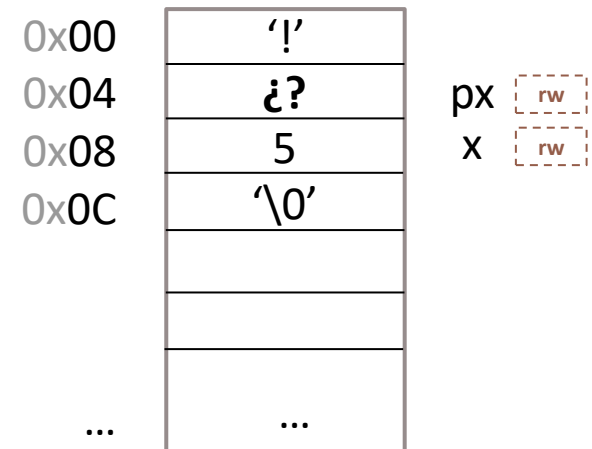 0x00 ‘!’
0x04 ¿? px rw
0x08 5 x rw
0x0C ‘\0’
... ...